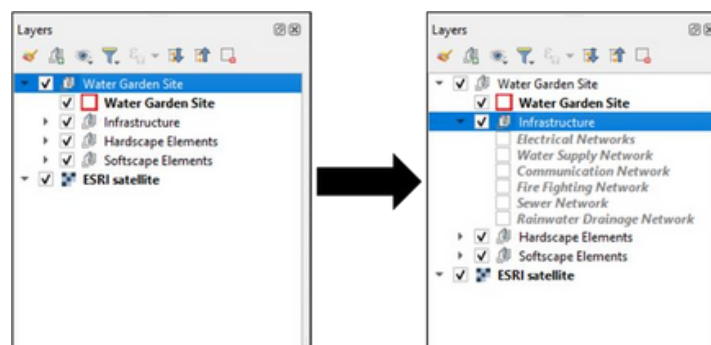 Layers
Water Garden Site
Water Garden Site
Infrastructure
Hardscape Elements
Softscape Elements
ESRI satellite
Layers
Water Garden Site
Water Garden Site
Infrastructure
Electrical Networks
Water Supply Network
Communication Network
Fire Fighting Network
Sewer Network
Rainwater Drainage Network
Hardscape Elements
Softscape Elements
ESRI satellite